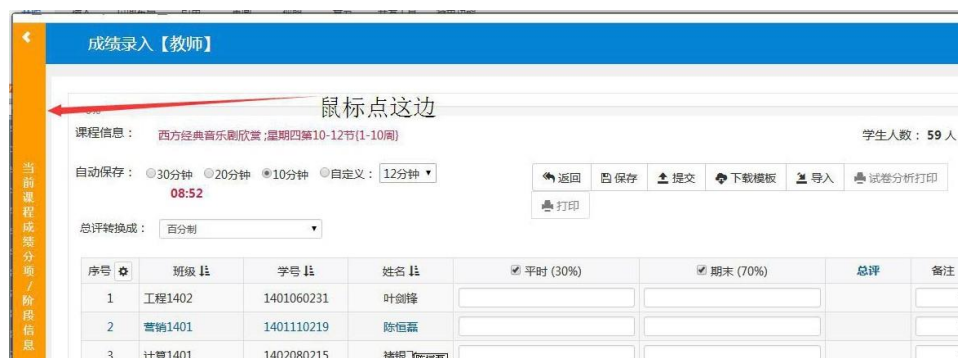 成绩录入【教师】
鼠标点这边
课程信息： 西方经典音乐剧欣赏;星期四第10-12节{1-10周} 学生人数：59 人
自动保存： 30分钟 20分钟 10分钟 自定义： 12分钟
08:52
返回 保存 提交 下载模板 导入 试卷分析打印
打印
总评转换成： 百分制
当前课程成绩分项/阶段信息
序号 班级 学号 姓名 平时 (30%) 期末 (70%) 总评 备注
1 工程1402 1401060231 叶剑锋
2 营销1401 1401110219 陈恒磊
3 计算1401 1402080215